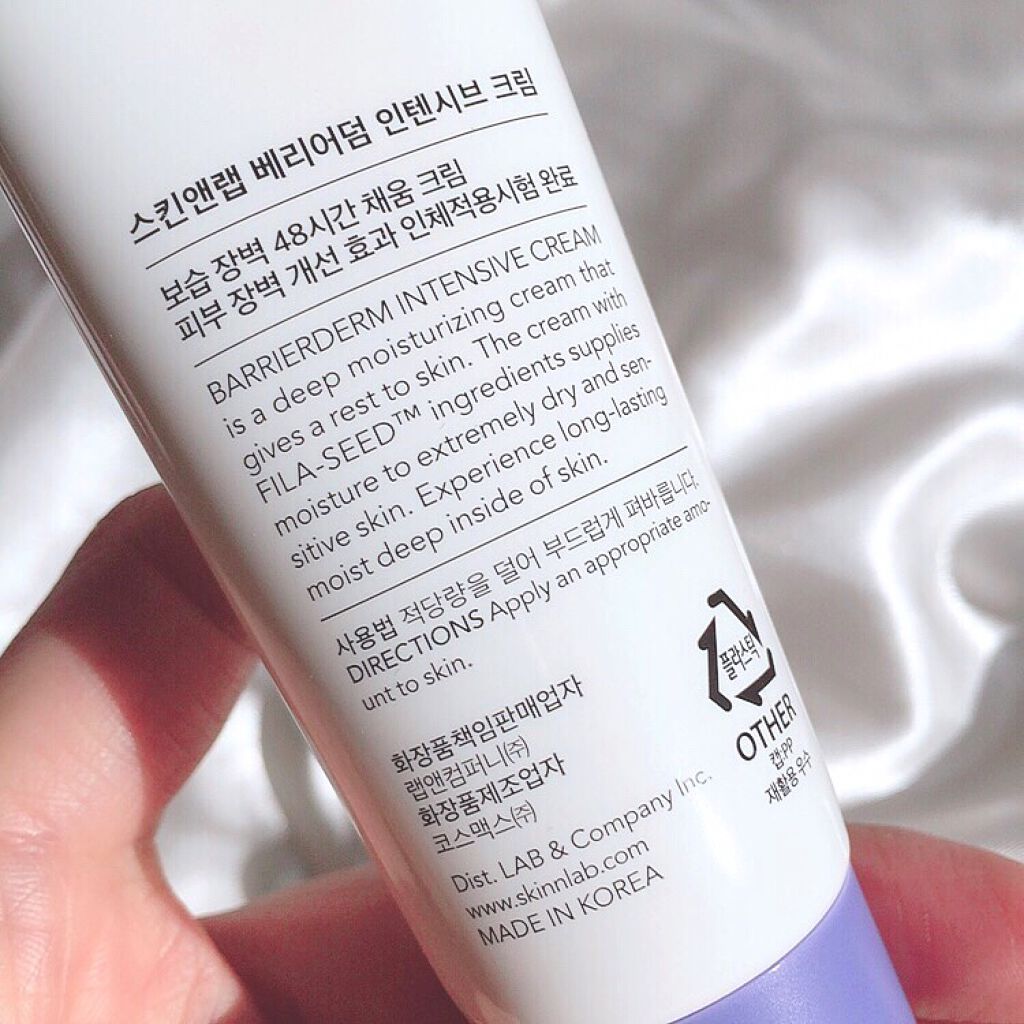 스킨앤랩 베리어덤 인텐시브 크림
보습 장벽 48시간 채움 크림
피부 장벽 개선 효과 인체적용시험 완료
BARRIERDERM INTENSIVE CREAM
is a deep moisturizing cream that
gives a rest to skin. The cream with
FILA-SEED™ ingredients supplies
moisture to extremely dry and sen-
sitive skin. Experience long-lasting
moist deep inside of skin.
사용법 적당량을 덜어 부드럽게 펴바릅니다.
DIRECTIONS Apply an appropriate amo-
unt to skin.
화장품책임판매업자
랩앤컴퍼니(주)
화장품제조업자
코스맥스(주)
Dist. LAB & Company Inc.
www.skinnlab.com
MADE IN KOREA
플라스틱
OTHER
캡:PP
재활용 우수